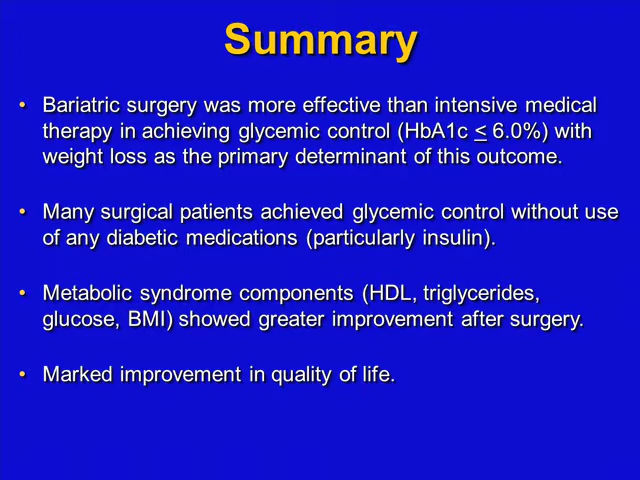 Summary
• Bariatric surgery was more effective than intensive medical
therapy in achieving glycemic control (HbA1c ≤ 6.0%) with
weight loss as the primary determinant of this outcome.
• Many surgical patients achieved glycemic control without use
of any diabetic medications (particularly insulin).
• Metabolic syndrome components (HDL, triglycerides,
glucose, BMI) showed greater improvement after surgery.
• Marked improvement in quality of life.